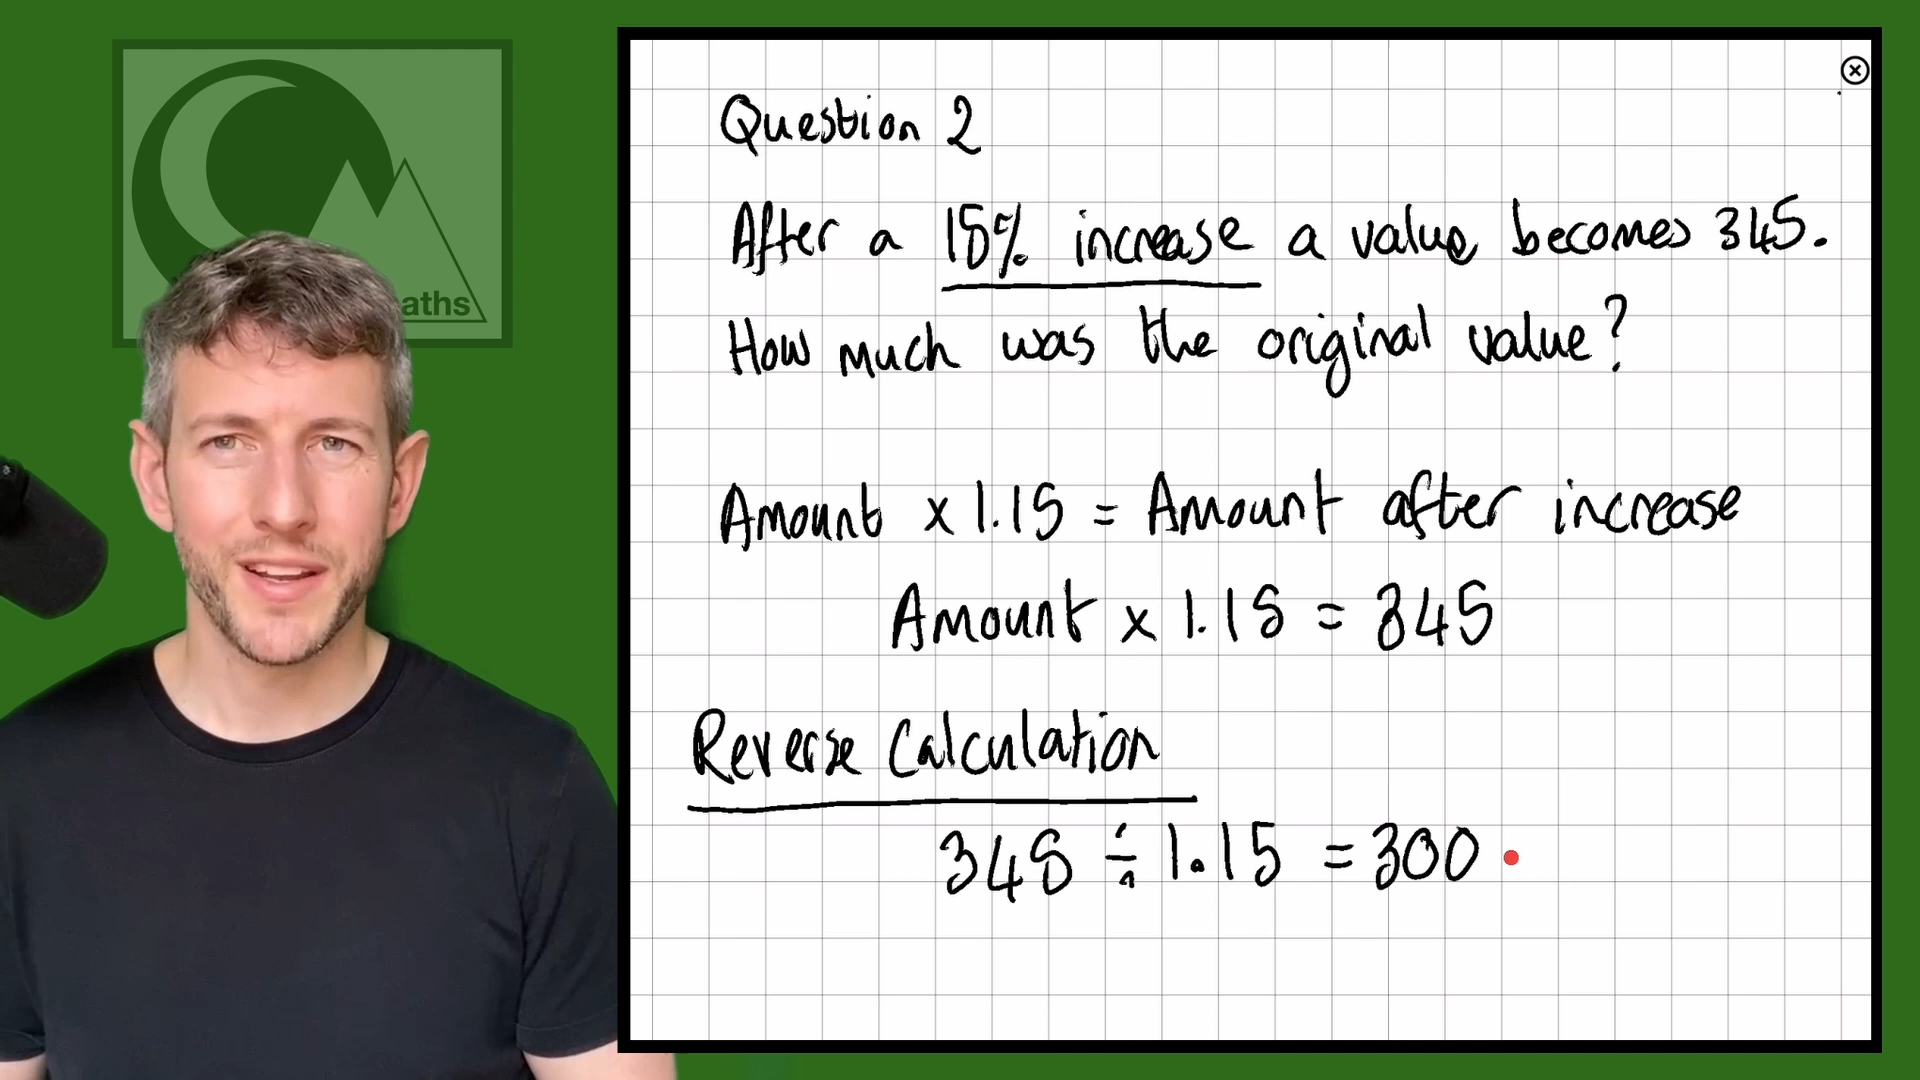 aths
Question 2
After a 15% increase a value becomes 345.
How much was the original value?
Amount x 1.15 = Amount after increase
Amount x 1.15 = 345
Reverse Calculation
345 ÷ 1.15 = 300